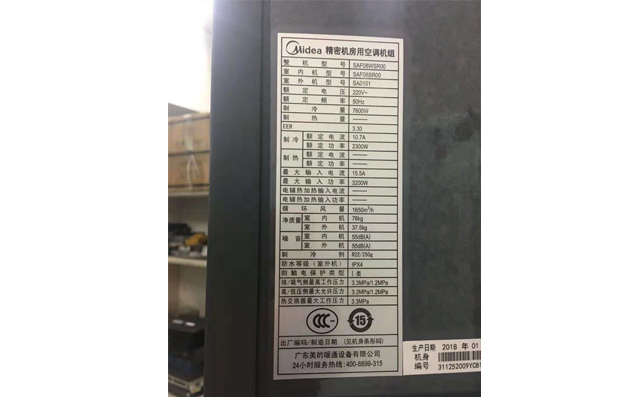 Midea 精密机房用空调机组
整机型号 SAF08WSR00
室内机型号 SAF08SR00
室外机型号 SA0101
额定电压 220V~
额定频率 50Hz
制冷量 7600W
制热量 ———
EER 3.30
制冷 额定电流 10.7A
额定功率 2300W
制热 额定电流 ———
额定功率 ———
最大输入电流 15.5A
最大输入功率 3200W
电辅热加热输入电流 ———
电辅热加热输入功率 ———
循环风量 1650m³/h
净质量 室内机 76kg
室外机 37.5kg
噪音 室内机 55dB(A)
室外机 55dB(A)
制冷剂 R22/250g
防水等级（室外机） IPX4
防触电保护类型 I 类
排/吸气侧最高工作压力 3.3MPa/1.2MPa
高/低压侧最大允许压力 3.3MPa/1.2MPa
热交换器最大工作压力 3.3MPa
CCC 15
出厂编码/制造日期 (见机身条形码)
广东美的暖通设备有限公司
24小时服务热线:400-8899-315
生产日期 2018 年 01
机身
编号 311252009YC81